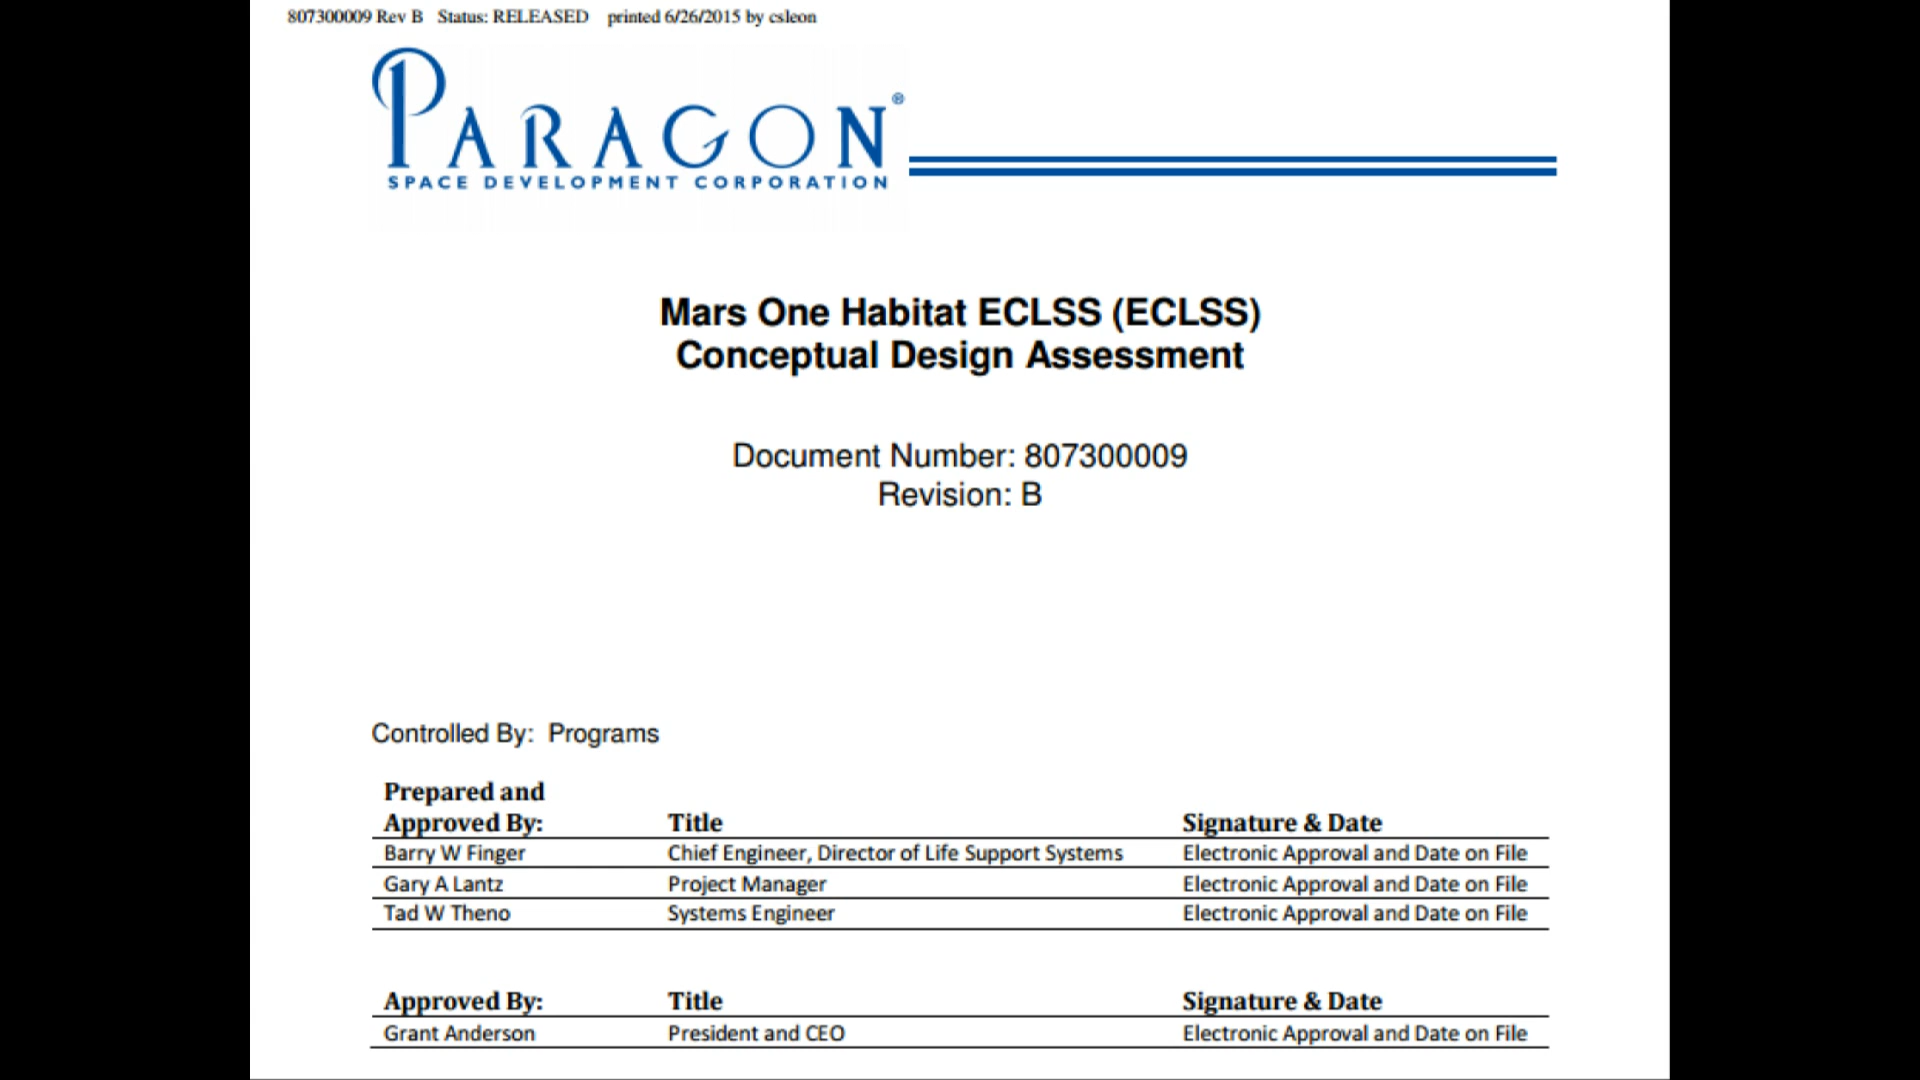 807300009 Rev B Status: RELEASED printed 6/26/2015 by csleon
PARAGON®
SPACE DEVELOPMENT CORPORATION
Mars One Habitat ECLSS (ECLSS)
Conceptual Design Assessment
Document Number: 807300009
Revision: B
Controlled By: Programs
Prepared and
Approved By: Title Signature & Date
Barry W Finger Chief Engineer, Director of Life Support Systems Electronic Approval and Date on File
Gary A Lantz Project Manager Electronic Approval and Date on File
Tad W Theno Systems Engineer Electronic Approval and Date on File
Approved By: Title Signature & Date
Grant Anderson President and CEO Electronic Approval and Date on File